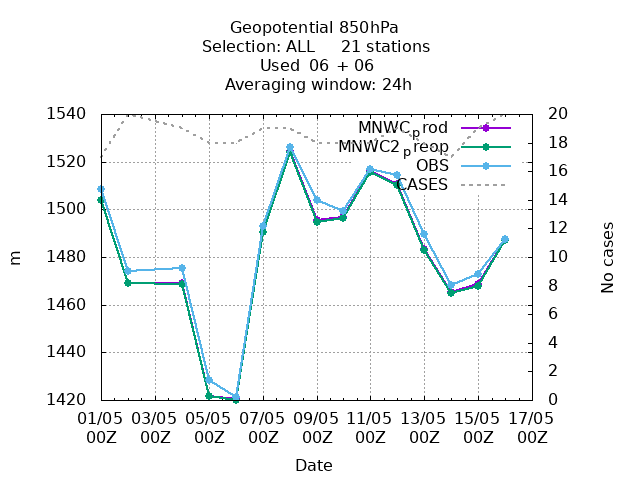 Geopotential 850hPa
Selection: ALL 21 stations
Used 06 + 06
Averaging window: 24h
MNWC_prod
MNWC2_preop
OBS
CASES
1540
1520
1500
1480
1460
1440
1420
m
20
18
16
14
12
10
8
6
4
2
0
No cases
01/05 03/05 05/05 07/05 09/05 11/05 13/05 15/05 17/05
00Z 00Z 00Z 00Z 00Z 00Z 00Z 00Z 00Z
Date